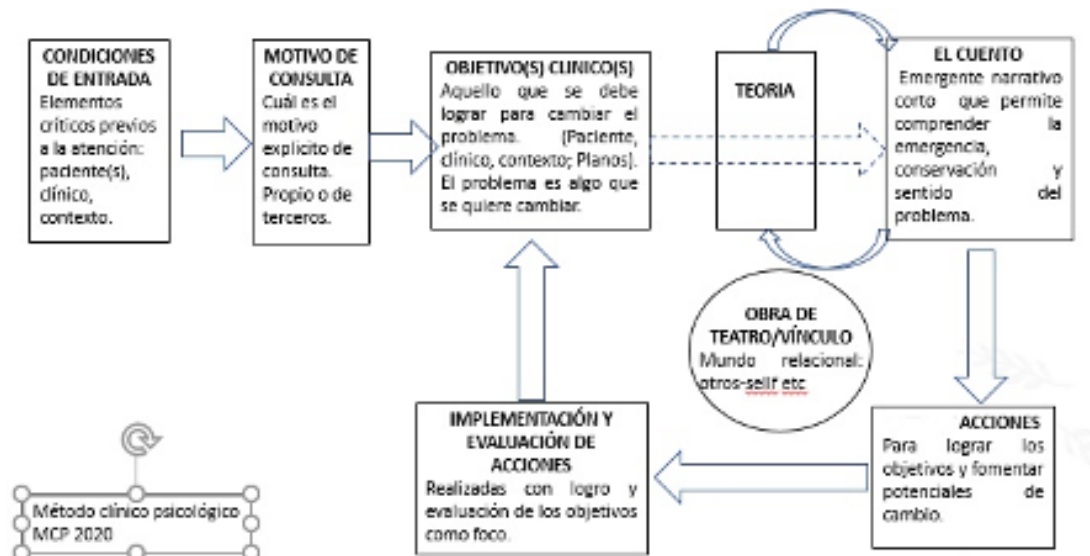 CONDICIONES
DE ENTRADA
Elementos
críticos previos
a la atención:
paciente(s),
clínico,
contexto.
MOTIVO DE
CONSULTA
Cuál es el
motivo
explicito de
consulta.
Propio o de
terceros.
OBJETIVO(S) CLINICO(S)
Aquello que se debe
lograr para cambiar el
problema. (Paciente,
clínico, contexto; Planos).
El problema es algo que
se quiere cambiar.
TEORIA
EL CUENTO
Emergente narrativo
corto que permite
comprender la
emergencia,
conservación y
sentido del
problema.
OBRA DE
TEATRO/VÍNCULO
Mundo relacional:
otros-sellf etc
IMPLEMENTACIÓN Y
EVALUACIÓN DE
ACCIONES
Realizadas con logro y
evaluación de los objetivos
como foco.
ACCIONES
Para lograr los
objetivos y fomentar
potenciales de
cambio.
Método clínico psicológico
MCP 2020